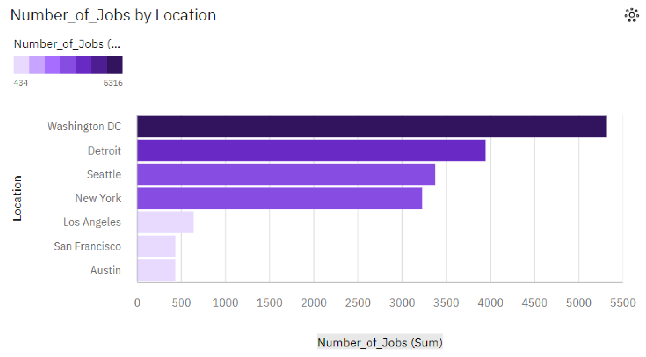 Number_of_Jobs by Location
Number_of_Jobs (...
434 5316
Location
Washington DC
Detroit
Seattle
New York
Los Angeles
San Francisco
Austin
0 500 1000 1500 2000 2500 3000 3500 4000 4500 5000 5500
Number_of_Jobs (Sum)